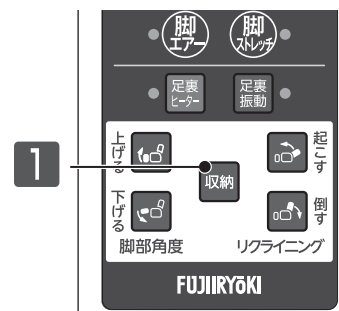 脚
エアー
脚
ストレッチ
足裏
ヒーター
足裏
振動
上げる
起こす
1
収納
下げる
倒す
脚部角度
リクライニング
FUJIIRYOKI